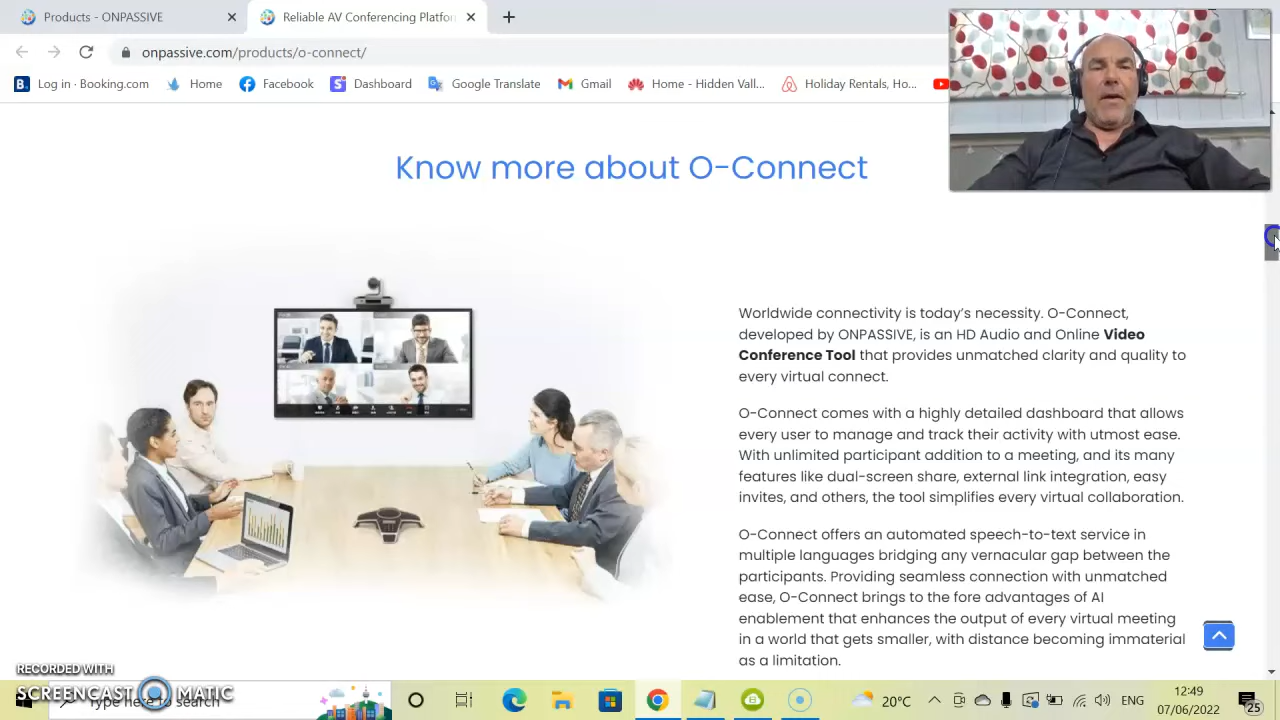 Products - ONPASSIVE
Reliable AV Conferencing Platfor
onpassive.com/products/o-connect/
B. Log in - Booking.com
Home
Facebook
Dashboard
Google Translate
Gmail
Home - Hidden Vall...
Holiday Rentals, Ho...
Know more about O-Connect
Worldwide connectivity is today's necessity. O-Connect,
developed by ONPASSIVE, is an HD Audio and Online Video
Conference Tool that provides unmatched clarity and quality to
every virtual connect.
O-Connect comes with a highly detailed dashboard that allows
every user to manage and track their activity with utmost ease.
With unlimited participant addition to a meeting, and its many
features like dual-screen share, external link integration, easy
invites, and others, the tool simplifies every virtual collaboration.
O-Connect offers an automated speech-to-text service in
multiple languages bridging any vernacular gap between the
participants. Providing seamless connection with unmatched
ease, O-Connect brings to the fore advantages of AI
enablement that enhances the output of every virtual meeting
in a world that gets smaller, with distance becoming immaterial
as a limitation.
RECORDED WITH
SCREENCAST MATIC
Type here to search
20°C
ENG
12:49
07/06/2022
25